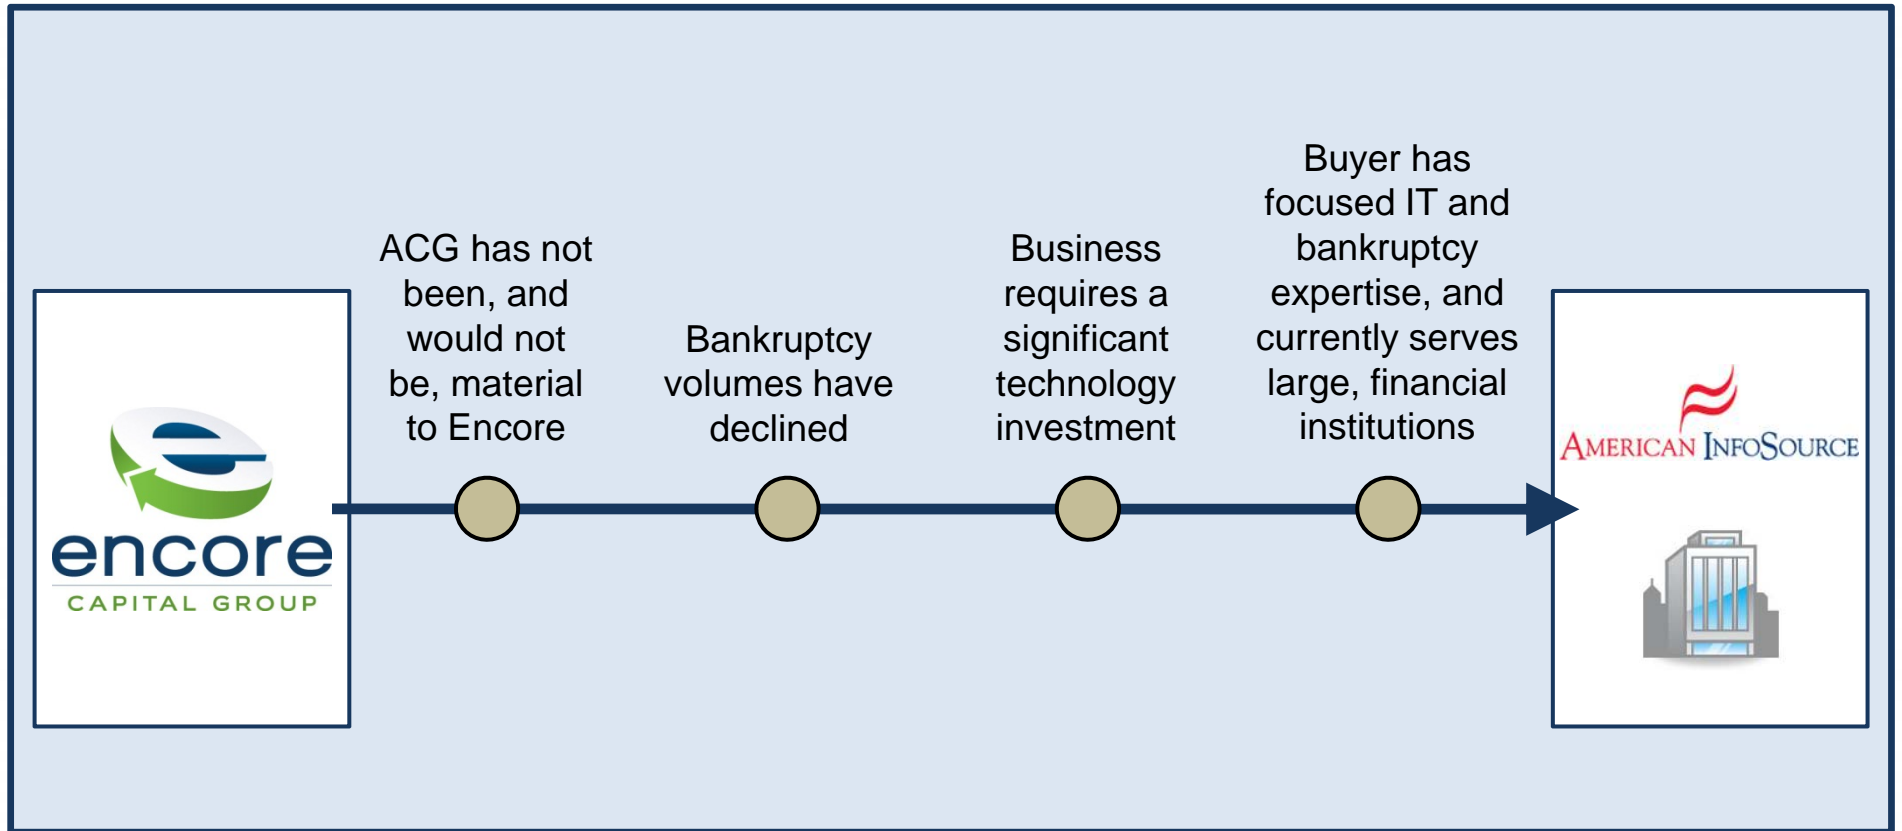 encore
CAPITAL GROUP
ACG has not
been, and
would not
be, material
to Encore
Bankruptcy
volumes have
declined
Business
requires a
significant
technology
investment
Buyer has
focused IT and
bankruptcy
expertise, and
currently serves
large, financial
institutions
AMERICAN INFOSOURCE